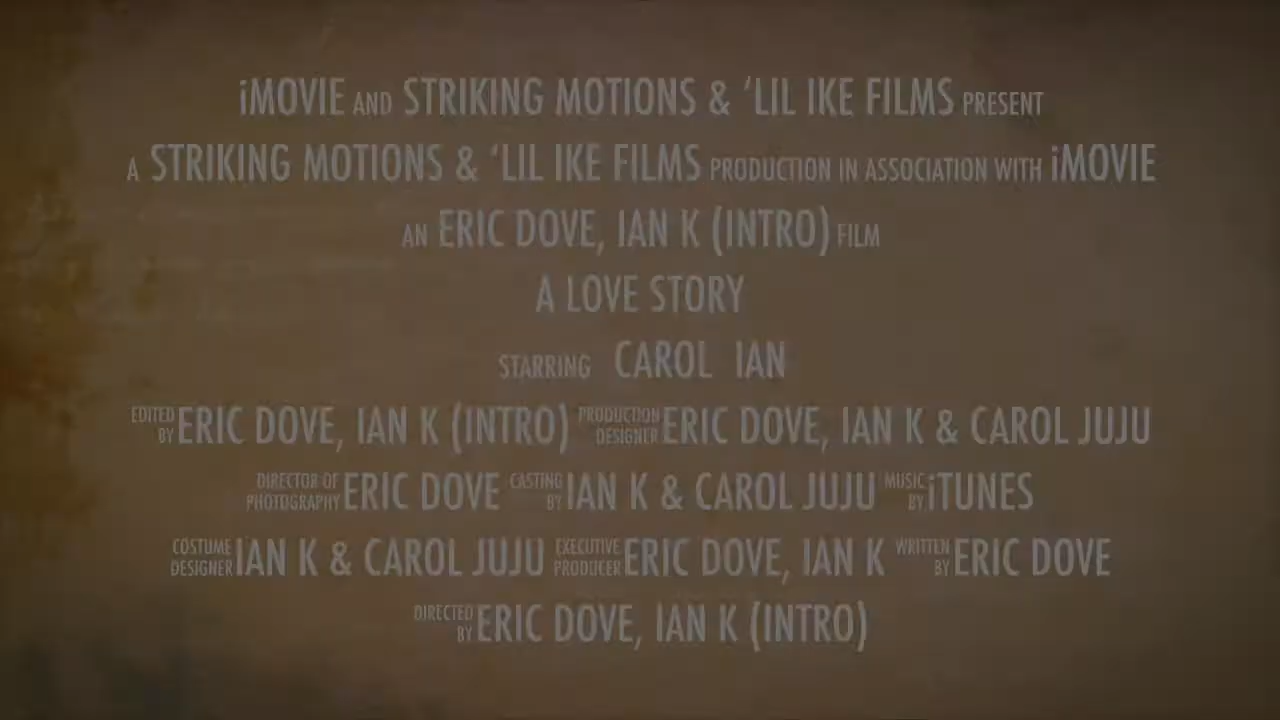 iMOVIE AND STRIKING MOTIONS & ‘LIL IKE FILMS PRESENT
A STRIKING MOTIONS & ‘LIL IKE FILMS PRODUCTION IN ASSOCIATION WITH iMOVIE
AN ERIC DOVE, IAN K (INTRO) FILM
A LOVE STORY
STARRING CAROL IAN
EDITED BY ERIC DOVE, IAN K (INTRO) PRODUCTION DESIGNER ERIC DOVE, IAN K & CAROL JUJU
DIRECTOR OF PHOTOGRAPHY ERIC DOVE CASTING BY IAN K & CAROL JUJU MUSIC BY iTUNES
COSTUME DESIGNER IAN K & CAROL JUJU EXECUTIVE PRODUCER ERIC DOVE, IAN K WRITTEN BY ERIC DOVE
DIRECTED BY ERIC DOVE, IAN K (INTRO)